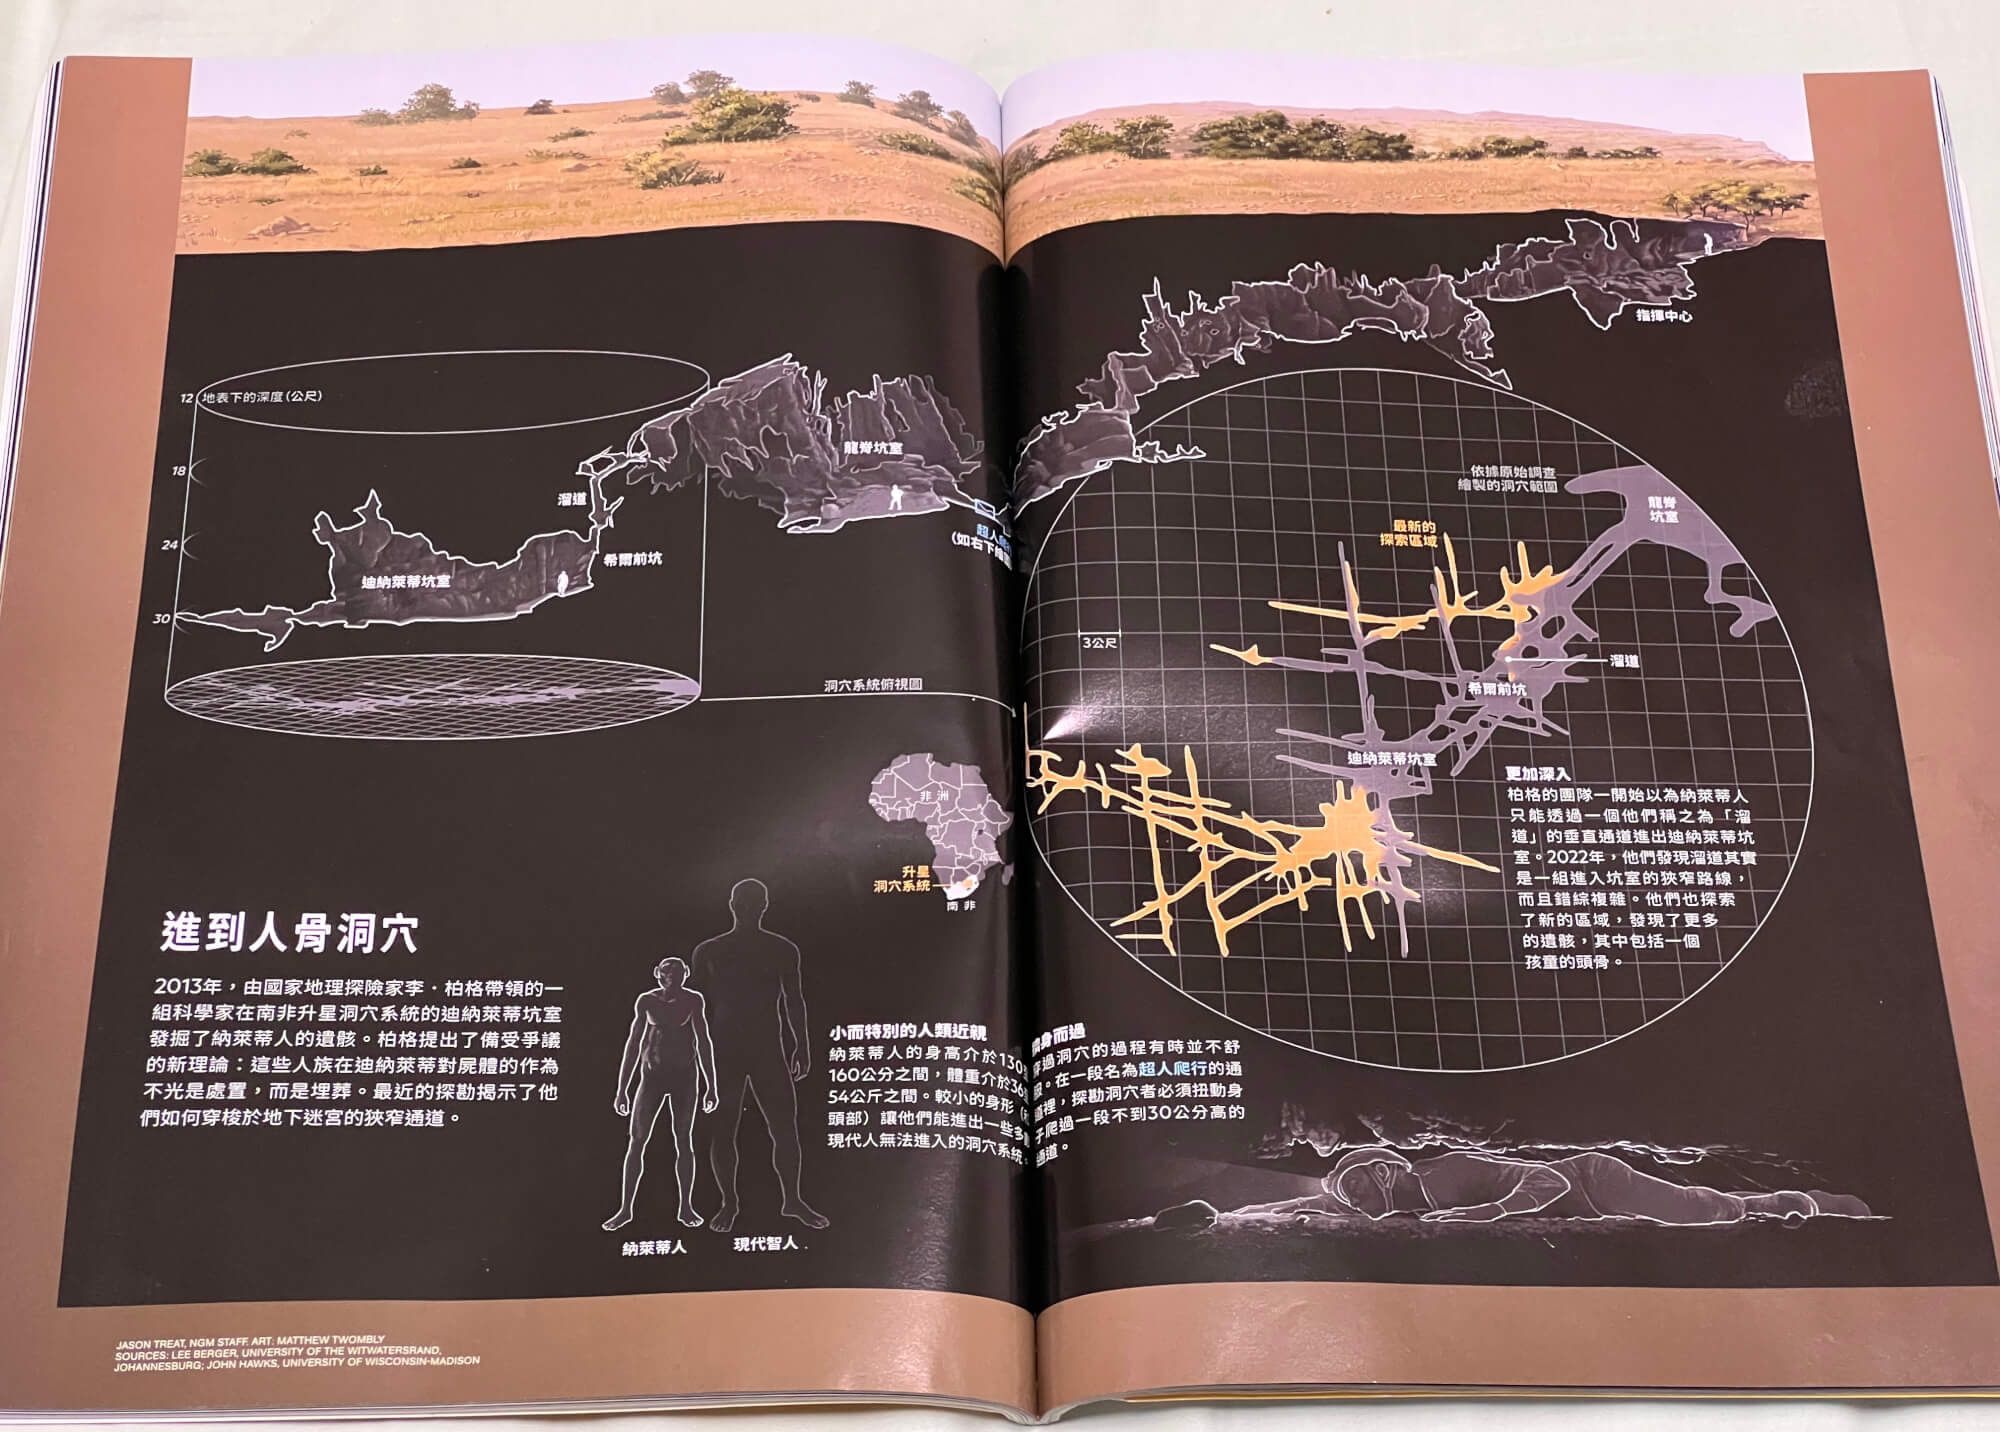 指揮中心
12
地表下的深度（公尺）
18
24
30
溜道
龍脊坑室
希爾前坑
迪納萊蒂坑室
超人
（如右下
洞穴系統俯視圖
非洲
升星
洞穴系統
南非
依據原始調查
繪製的洞穴範圍
最新的
探索區域
龍脊
坑室
3公尺
溜道
希爾前坑
迪納萊蒂坑室
更加深入
柏格的團隊一開始以為納萊蒂人
只能透過一個他們稱之為「溜
道」的垂直通道進出迪納萊蒂坑
室。2022年，他們發現溜道其實
是一組進入坑室的狹窄路線，
而且錯綜複雜。他們也探索
了新的區域，發現了更多
的遺骸，其中包括一個
孩童的頭骨。
進到人骨洞穴
2013年，由國家地理探險家李．柏格帶領的一
組科學家在南非升星洞穴系統的迪納萊蒂坑室
發掘了納萊蒂人的遺骸。柏格提出了備受爭議
的新理論：這些人族在迪納萊蒂對屍體的作為
不光是處置，而是埋葬。最近的探勘揭示了他
們如何穿梭於地下迷宮的狹窄通道。
納萊蒂人
現代智人
小而特別的人類近親
納萊蒂人的身高介於130
160公分之間，體重介於36
54公斤之間。較小的身形（
頭部）讓他們能進出一些多
現代人無法進入的洞穴系統。
身而過
穿過洞穴的過程有時並不舒
服。在一段名為超人爬行的通
道裡，探勘洞穴者必須扭動身
子爬過一段不到30公分高的
通道。
JASON TREAT, NGM STAFF. ART: MATTHEW TWOMBLY
SOURCES: LEE BERGER, UNIVERSITY OF THE WITWATERSRAND,
JOHANNESBURG; JOHN HAWKS, UNIVERSITY OF WISCONSIN-MADISON